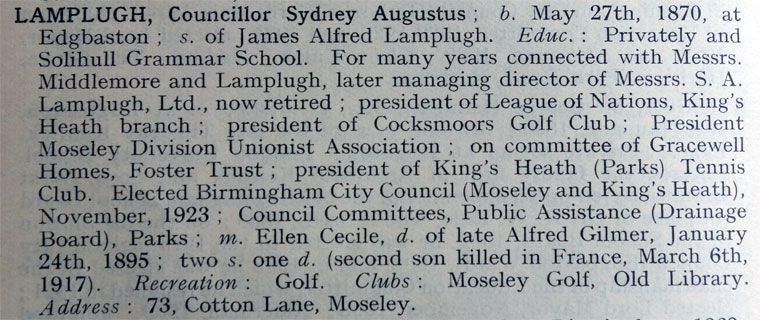 LAMPLUGH, Councillor Sydney Augustus ; b. May 27th, 1870, at
Edgbaston ; s. of James Alfred Lamplugh. Educ. : Privately and
Solihull Grammar School. For many years connected with Messrs.
Middlemore and Lamplugh, later managing director of Messrs. S. A.
Lamplugh, Ltd., now retired ; president of League of Nations, King's
Heath branch ; president of Cocksmoors Golf Club ; President
Moseley Division Unionist Association ; on committee of Gracewell
Homes, Foster Trust ; president of King's Heath (Parks) Tennis
Club. Elected Birmingham City Council (Moseley and King's Heath),
November, 1923 ; Council Committees, Public Assistance (Drainage
Board), Parks ; m. Ellen Cecile, d. of late Alfred Gilmer, January
24th, 1895 ; two s. one d. (second son killed in France, March 6th,
1917). Recreation : Golf. Clubs : Moseley Golf, Old Library.
Address : 73, Cotton Lane, Moseley.